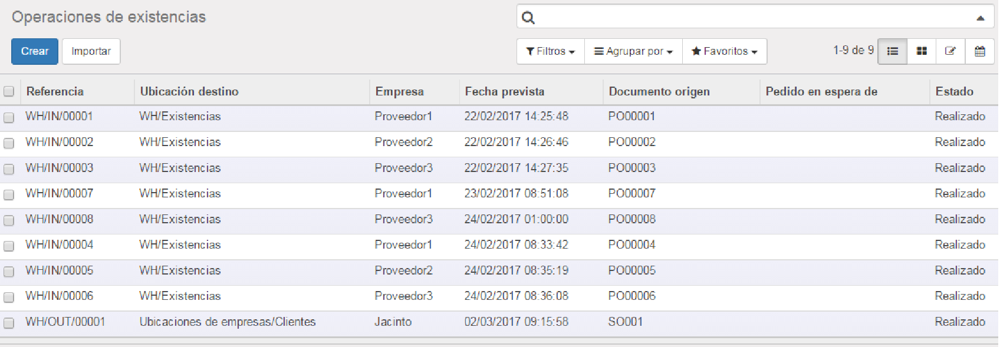 Operaciones de existencias
Crear Importar Filtros Agrupar por Favoritos 1-9 de 9
Referencia Ubicación destino Empresa Fecha prevista Documento origen Pedido en espera de Estado
WH/IN/00001 WH/Existencias Proveedor1 22/02/2017 14:25:48 PO00001 Realizado
WH/IN/00002 WH/Existencias Proveedor2 22/02/2017 14:26:46 PO00002 Realizado
WH/IN/00003 WH/Existencias Proveedor3 22/02/2017 14:27:35 PO00003 Realizado
WH/IN/00007 WH/Existencias Proveedor1 23/02/2017 08:51:08 PO00007 Realizado
WH/IN/00008 WH/Existencias Proveedor3 24/02/2017 01:00:00 PO00008 Realizado
WH/IN/00004 WH/Existencias Proveedor1 24/02/2017 08:33:42 PO00004 Realizado
WH/IN/00005 WH/Existencias Proveedor2 24/02/2017 08:35:19 PO00005 Realizado
WH/IN/00006 WH/Existencias Proveedor3 24/02/2017 08:36:08 PO00006 Realizado
WH/OUT/00001 Ubicaciones de empresas/Clientes Jacinto 02/03/2017 09:15:58 SO001 Realizado